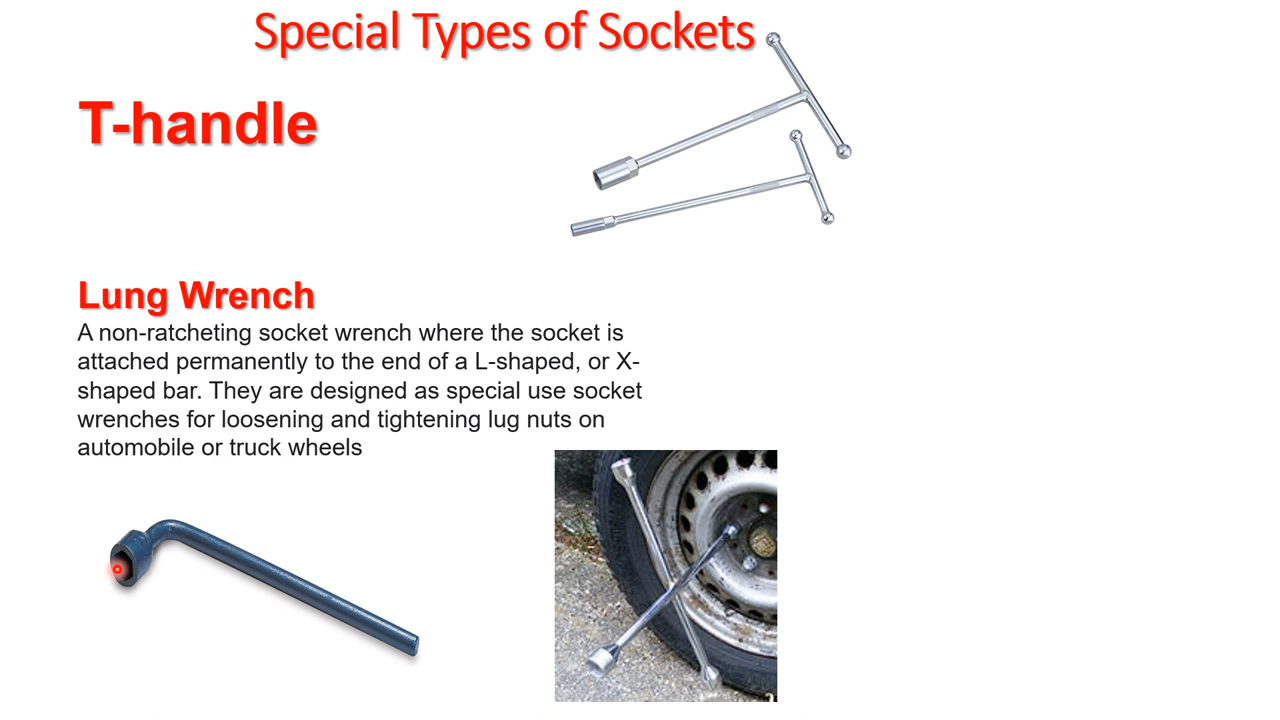 Special Types of Sockets
T-handle
Lung Wrench
A non-ratcheting socket wrench where the socket is
attached permanently to the end of a L-shaped, or X-
shaped bar. They are designed as special use socket
wrenches for loosening and tightening lug nuts on
automobile or truck wheels